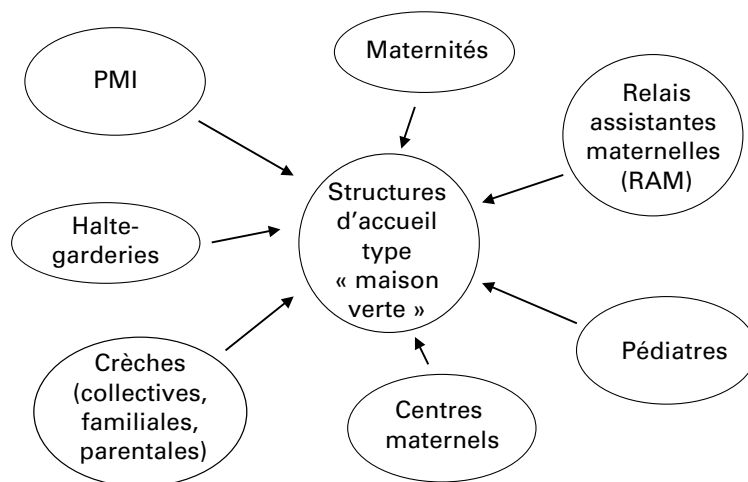 Maternités
PMI
Relais
assistantes
maternelles
(RAM)
Structures
d'accueil
type
« maison
verte »
Halte-
garderies
Pédiatres
Crèches
(collectives,
familiales,
parentales)
Centres
maternels